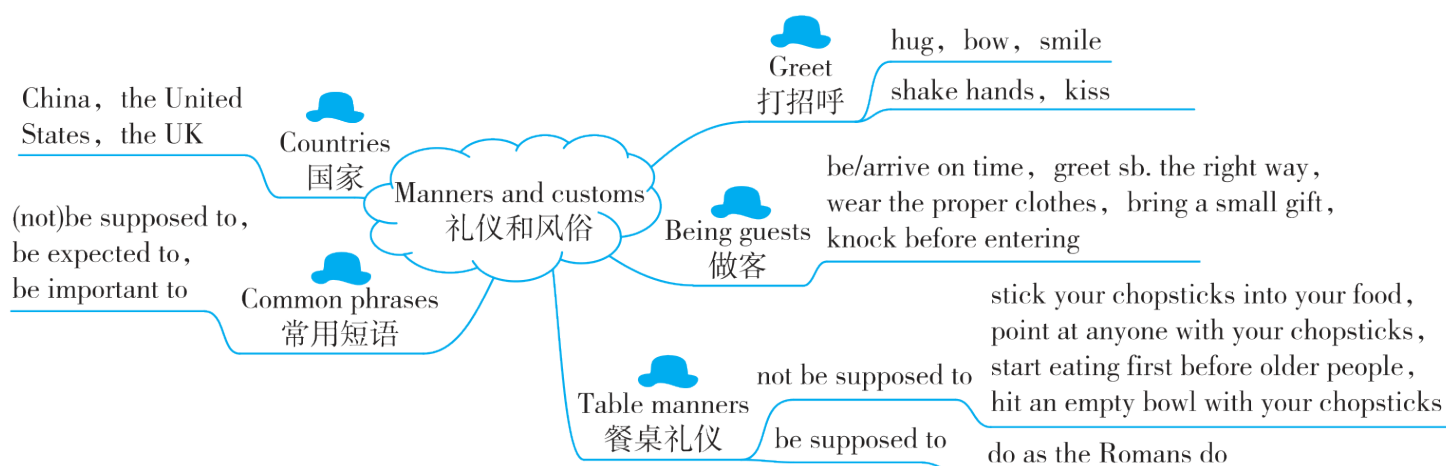 Manners and customs
礼仪和风俗
Countries
国家
China，the United
States，the UK
Common phrases
常用短语
(not)be supposed to，
be expected to，
be important to
Greet
打招呼
hug，bow，smile
shake hands，kiss
Being guests
做客
be/arrive on time，greet sb. the right way，
wear the proper clothes，bring a small gift，
knock before entering
Table manners
餐桌礼仪
not be supposed to
stick your chopsticks into your food，
point at anyone with your chopsticks，
start eating first before older people，
hit an empty bowl with your chopsticks
be supposed to
do as the Romans do